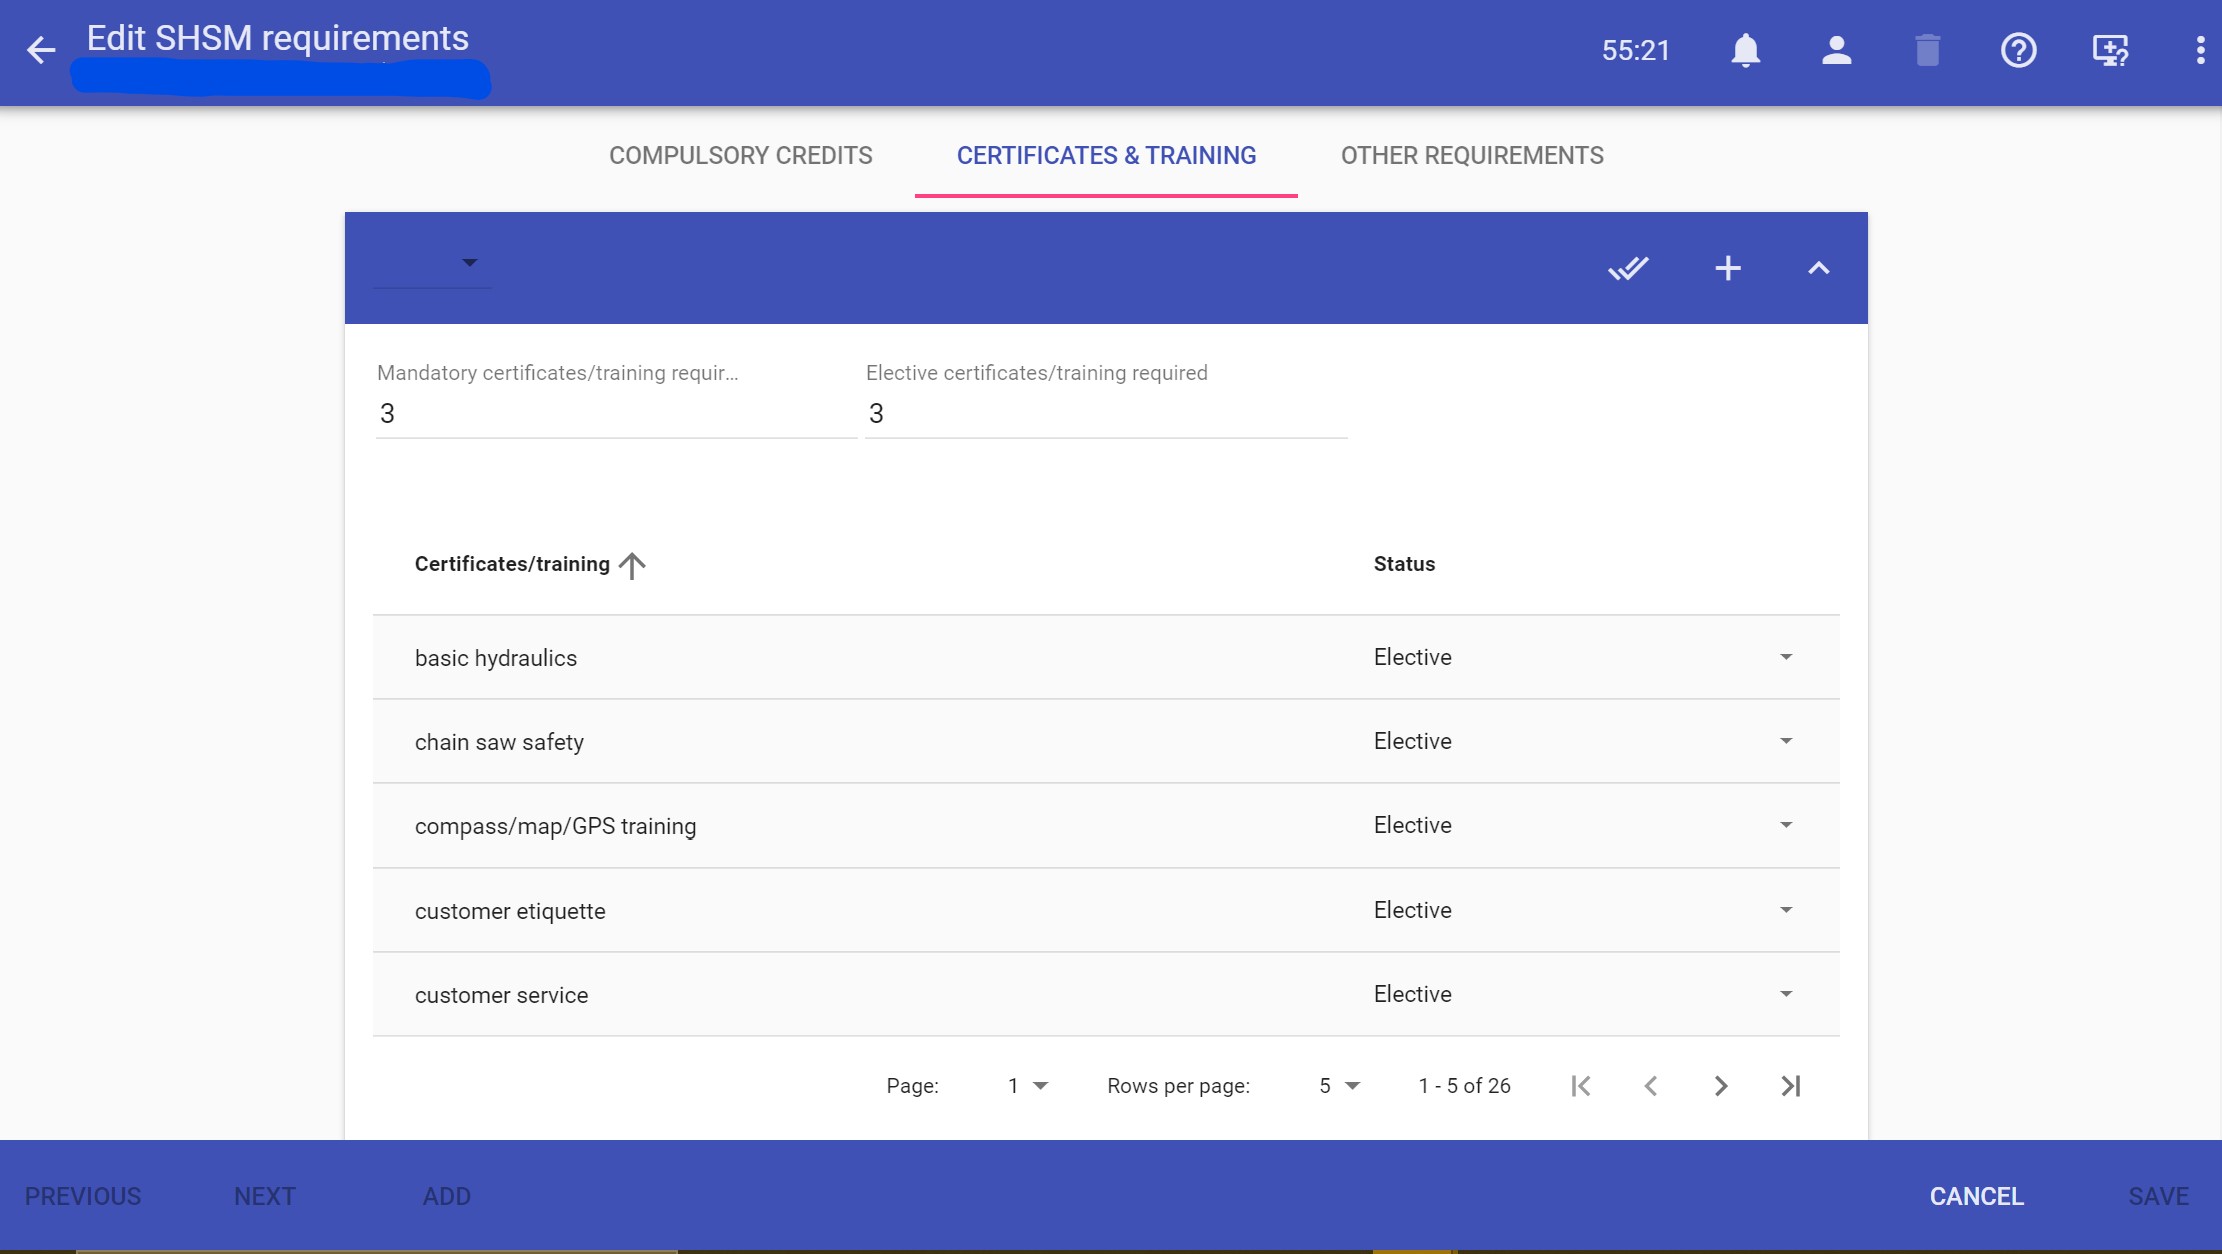 Edit SHSM requirements
55:21
COMPULSORY CREDITS
CERTIFICATES & TRAINING
OTHER REQUIREMENTS
Mandatory certificates/training requir...
3
Elective certificates/training required
3
Certificates/training Status
basic hydraulics Elective
chain saw safety Elective
compass/map/GPS training Elective
customer etiquette Elective
customer service Elective
Page: 1 Rows per page: 5 1 - 5 of 26
PREVIOUS NEXT ADD CANCEL SAVE